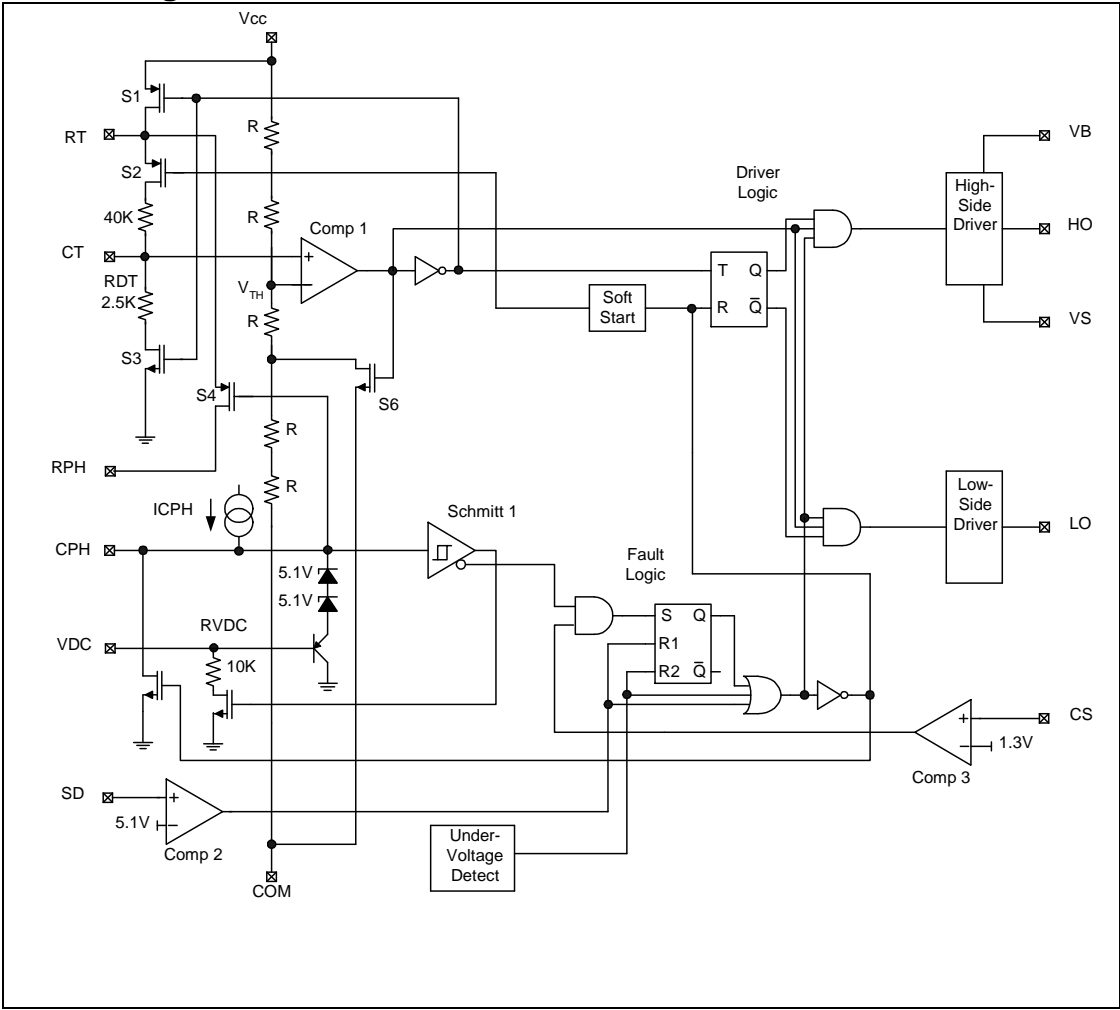 Vcc
S1
RT
R
VB
S2
Driver
Logic
High-
Side
Driver
40K
R
Comp 1
HO
CT
+
RDT
2.5K
V TH
−
T Q
R Q̅
Soft
Start
R
VS
S3
S4
S6
R
RPH
R
ICPH
Schmitt 1
Low-
Side
Driver
LO
CPH
5.1V
5.1V
Fault
Logic
RVDC
S Q
R1
R2 Q̅
VDC
10K
+
CS
−
1.3V
Comp 3
SD
+
5.1V
−
Comp 2
Under-
Voltage
Detect
COM